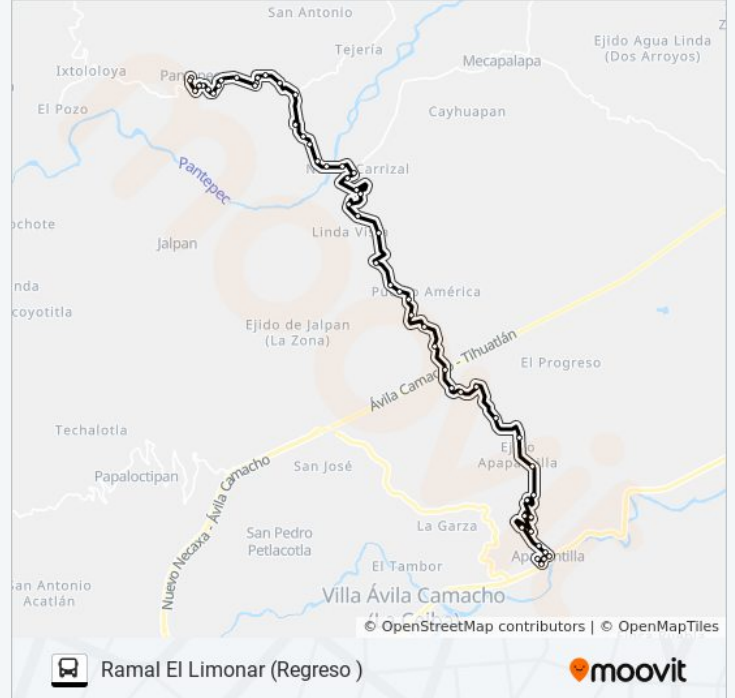 San Antonio
Tejería
Ejido Agua Linda
(Dos Arroyos)
Mecapalapa
Ixtololoya
El Pozo
Cayhuapan
Pantepec
Carrizal
Linda Vista
Jalpan
América
Ejido de Jalpan
(La Zona)
Ávila Camacho - Tihuatlán
El Progreso
Techalotla
San José
Papaloctipan
Nuevo Necaxa - Ávila Camacho
La Garza
San Pedro
Petlacotla
El Tambor
San Antonio
Acatlán
Villa Ávila Camacho
© OpenStreetMap contributors | © OpenMapTiles
Ramal El Limonar (Regreso )
moovit